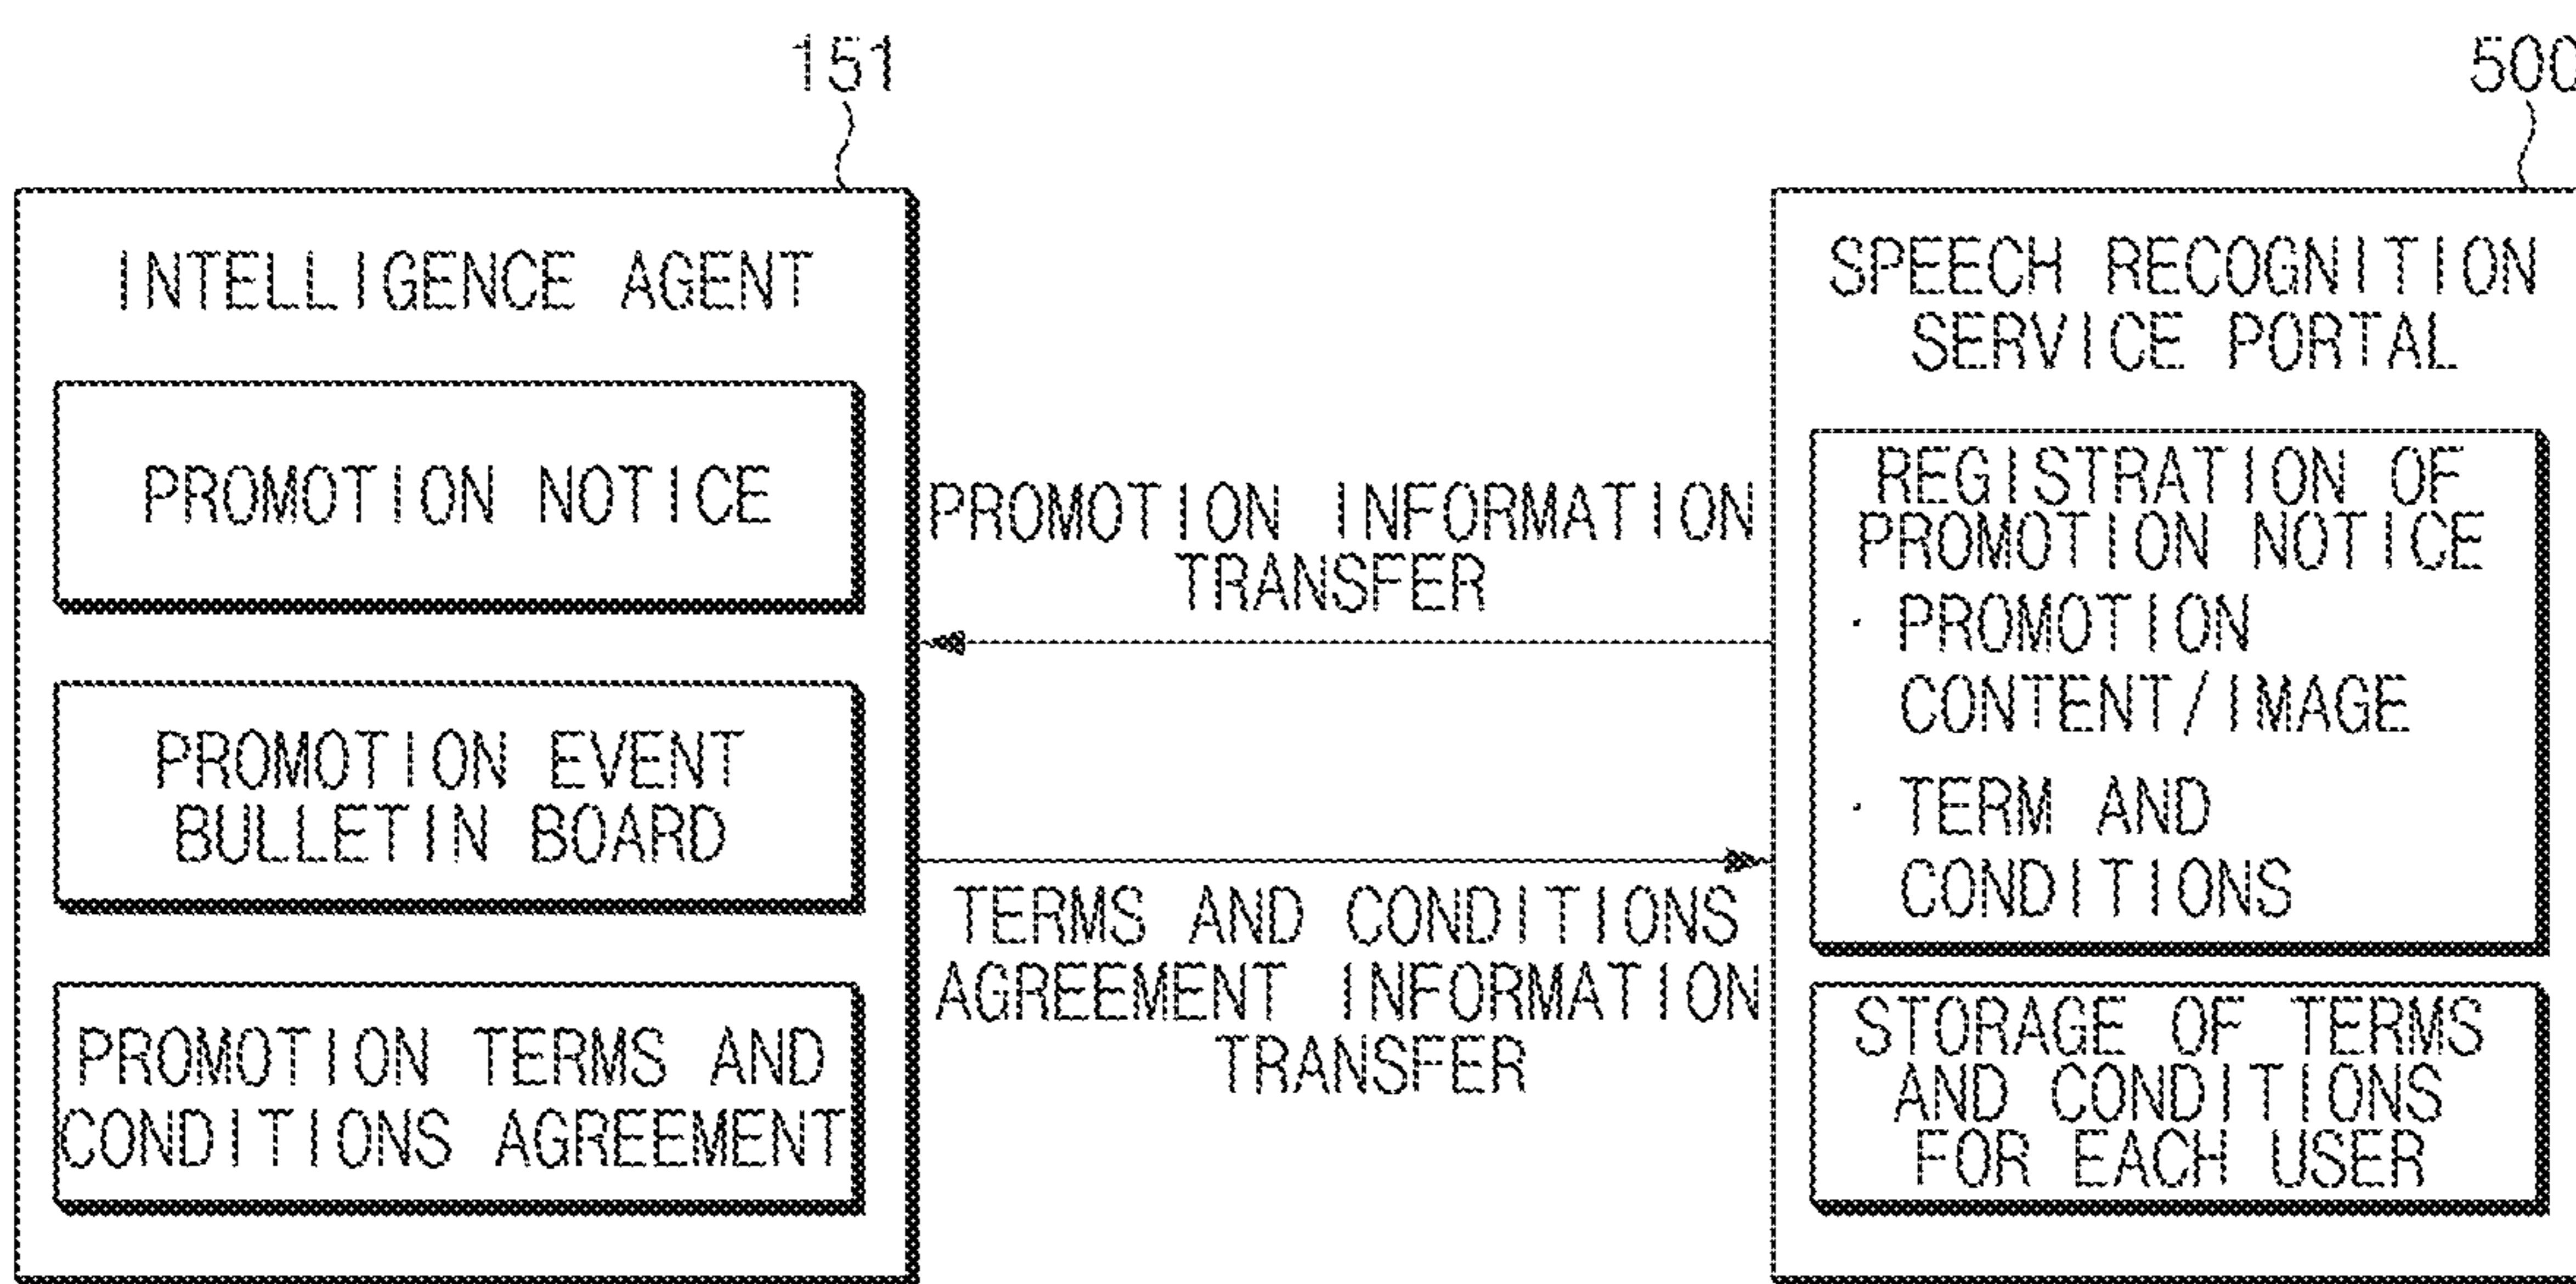 151
500
INTELLIGENCE AGENT
PROMOTION NOTICE
PROMOTION EVENT
BULLETIN BOARD
PROMOTION TERMS AND
CONDITIONS AGREEMENT
PROMOTION INFORMATION
TRANSFER
TERMS AND CONDITIONS
AGREEMENT INFORMATION
TRANSFER
SPEECH RECOGNITION
SERVICE PORTAL
REGISTRATION OF
PROMOTION NOTICE
· PROMOTION
CONTENT/IMAGE
· TERM AND
CONDITIONS
STORAGE OF TERMS
AND CONDITIONS
FOR EACH USER